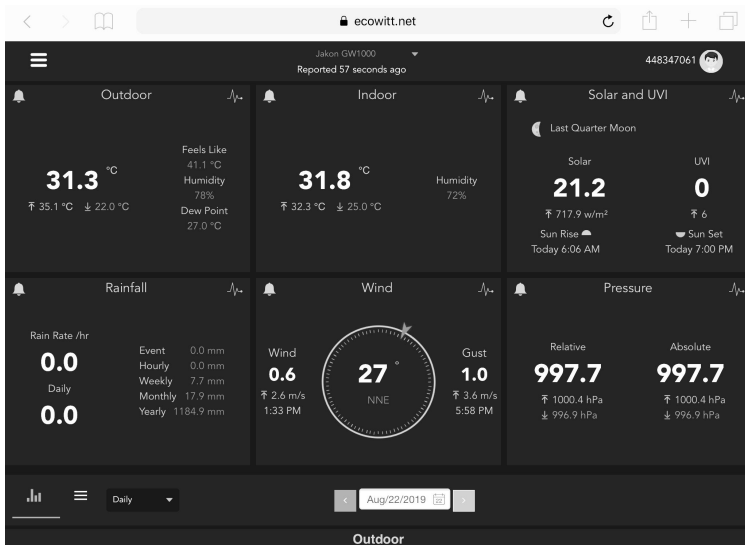 ecowitt.net
Jakon GW1000
Reported 57 seconds ago
448347061
Outdoor
31.3 °C
35.1 °C 22.0 °C
Feels Like
41.1 °C
Humidity
78%
Dew Point
27.0 °C
Indoor
31.8 °C
32.3 °C 25.0 °C
Humidity
72%
Solar and UVI
Last Quarter Moon
Solar
21.2
717.9 w/m²
Sun Rise
Today 6:06 AM
UVI
0
6
Sun Set
Today 7:00 PM
Rainfall
Rain Rate /hr
0.0
Daily
0.0
Event 0.0 mm
Hourly 0.0 mm
Weekly 7.7 mm
Monthly 17.9 mm
Yearly 1184.9 mm
Wind
Wind
0.6
2.6 m/s
1:33 PM
27 °
NNE
Gust
1.0
3.6 m/s
5:58 PM
Pressure
Relative
997.7
1000.4 hPa
996.9 hPa
Absolute
997.7
1000.4 hPa
996.9 hPa
Daily
Aug/22/2019
Outdoor